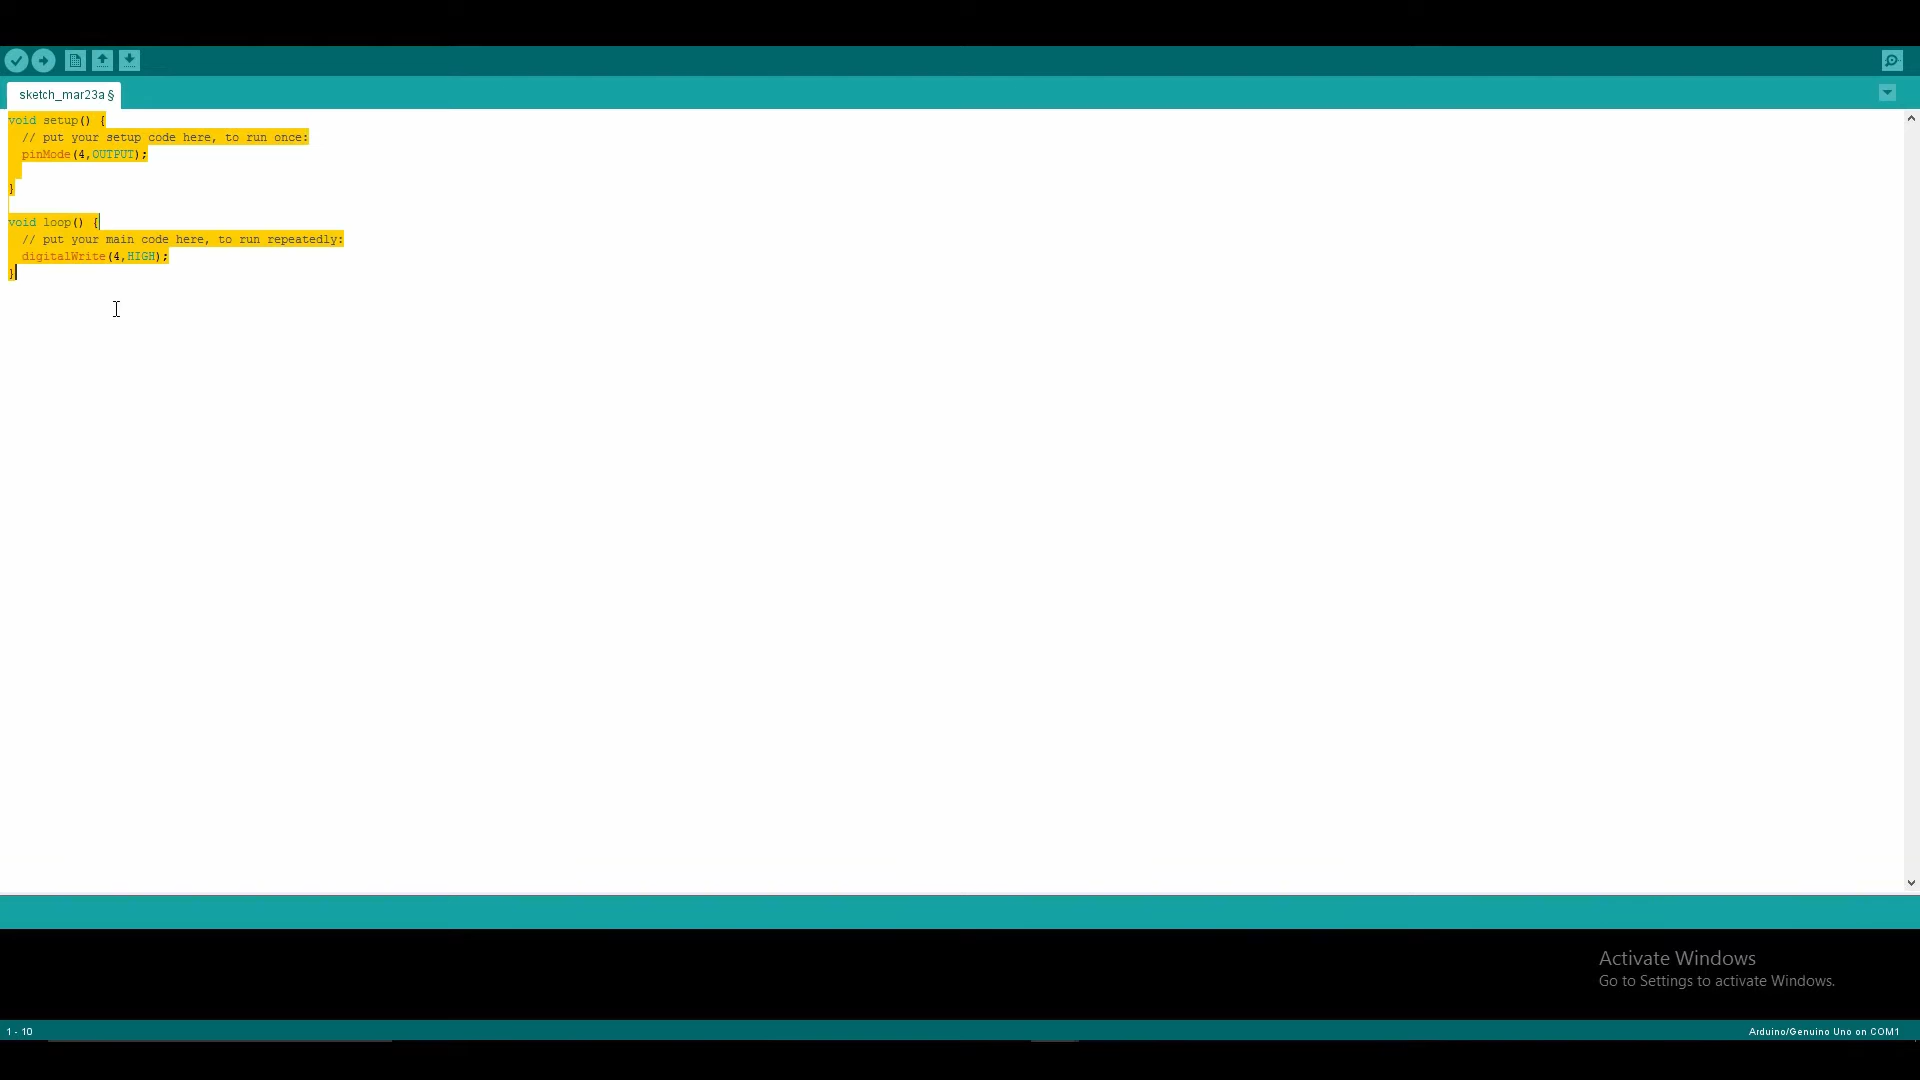 sketch_mar23a §
void setup() {
  // put your setup code here, to run once:
  pinMode(4,OUTPUT);
}
void loop() {
  // put your main code here, to run repeatedly:
  digitalWrite(4,HIGH);
}
Activate Windows
Go to Settings to activate Windows.
1 - 10
Arduino/Genuino Uno on COM1